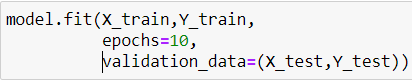 model.fit(X_train,Y_train,
epochs=10,
validation_data=(X_test,Y_test))